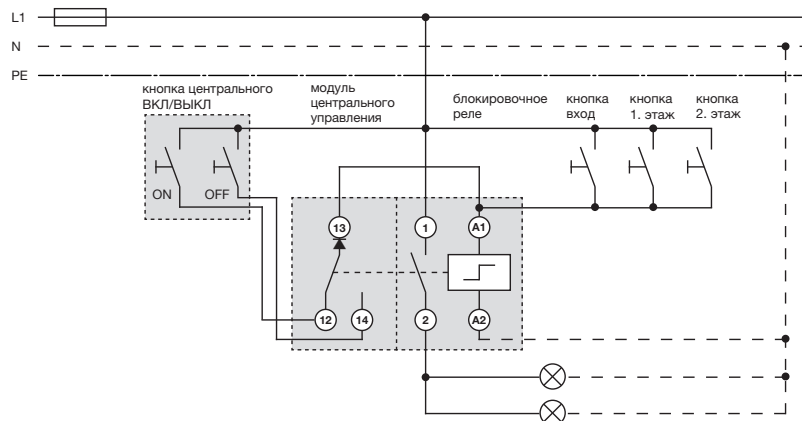 L1
N
PE
кнопка центрального
ВКЛ/ВЫКЛ
модуль
центрального
управления
блокировочное
реле
кнопка
вход
кнопка
1. этаж
кнопка
2. этаж
ON
OFF
13
1
A1
12
14
2
A2